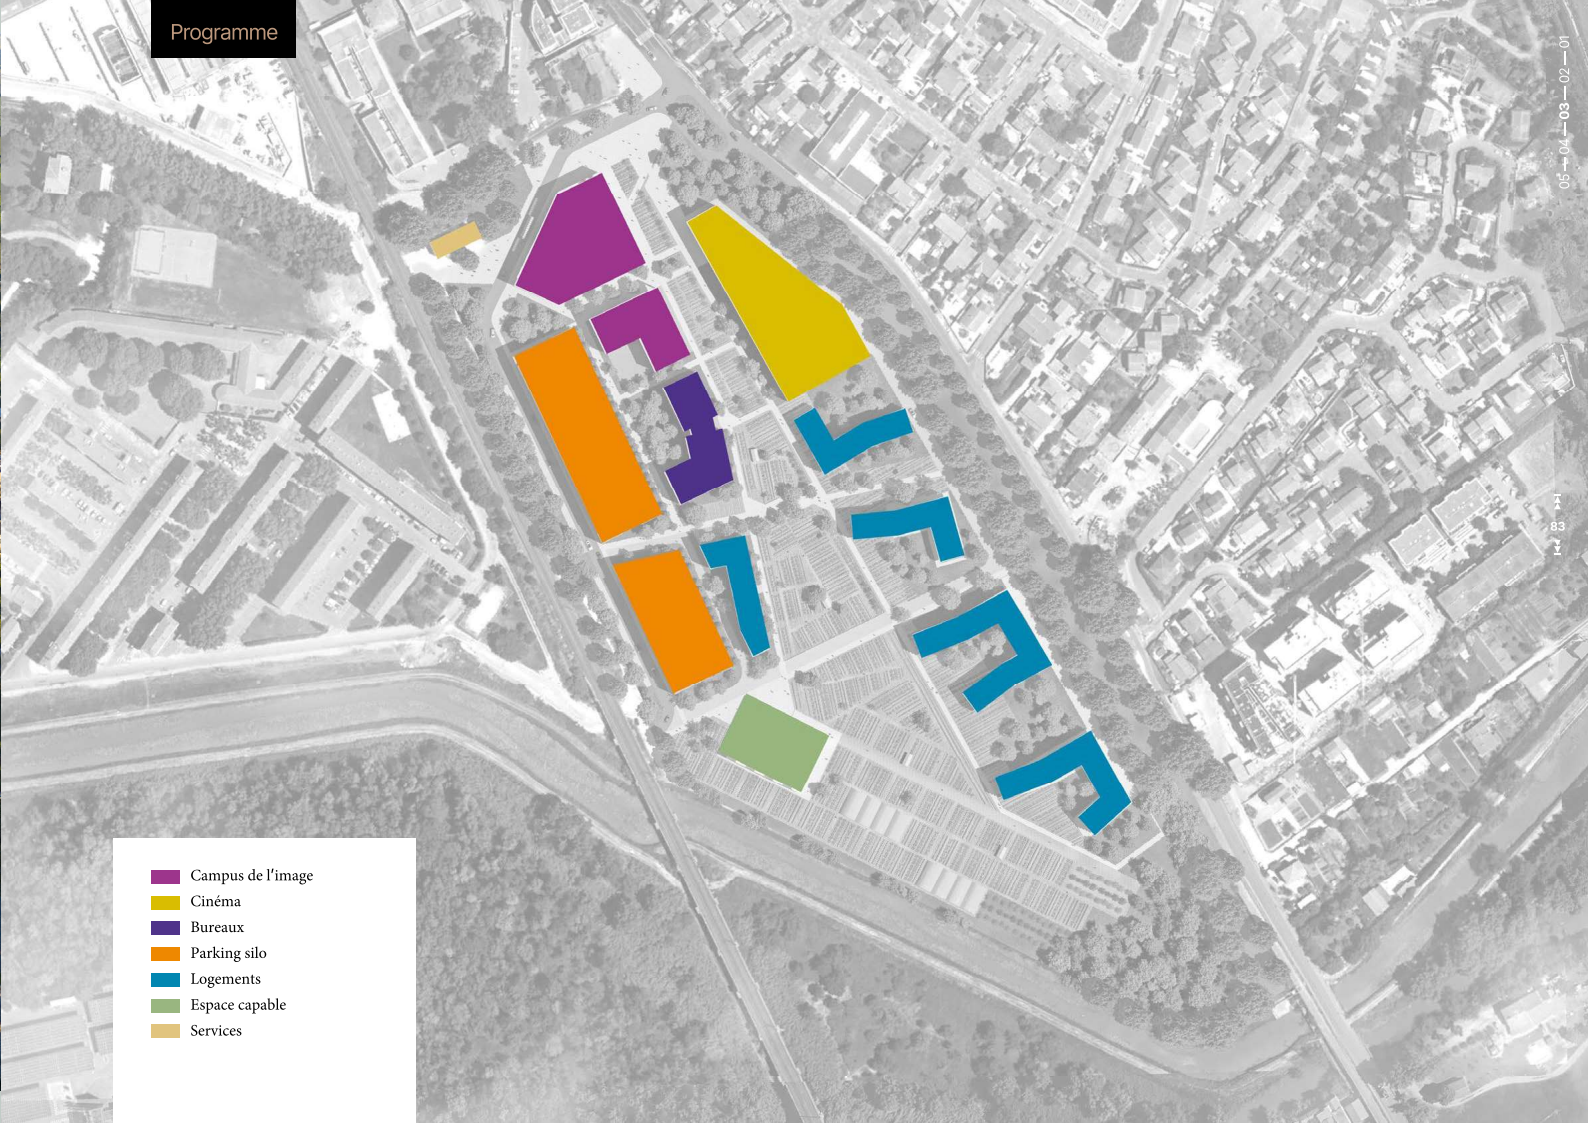 Programme
05 — 04 — 03 — 02 — 01
83
Campus de l'image
Cinéma
Bureaux
Parking silo
Logements
Espace capable
Services